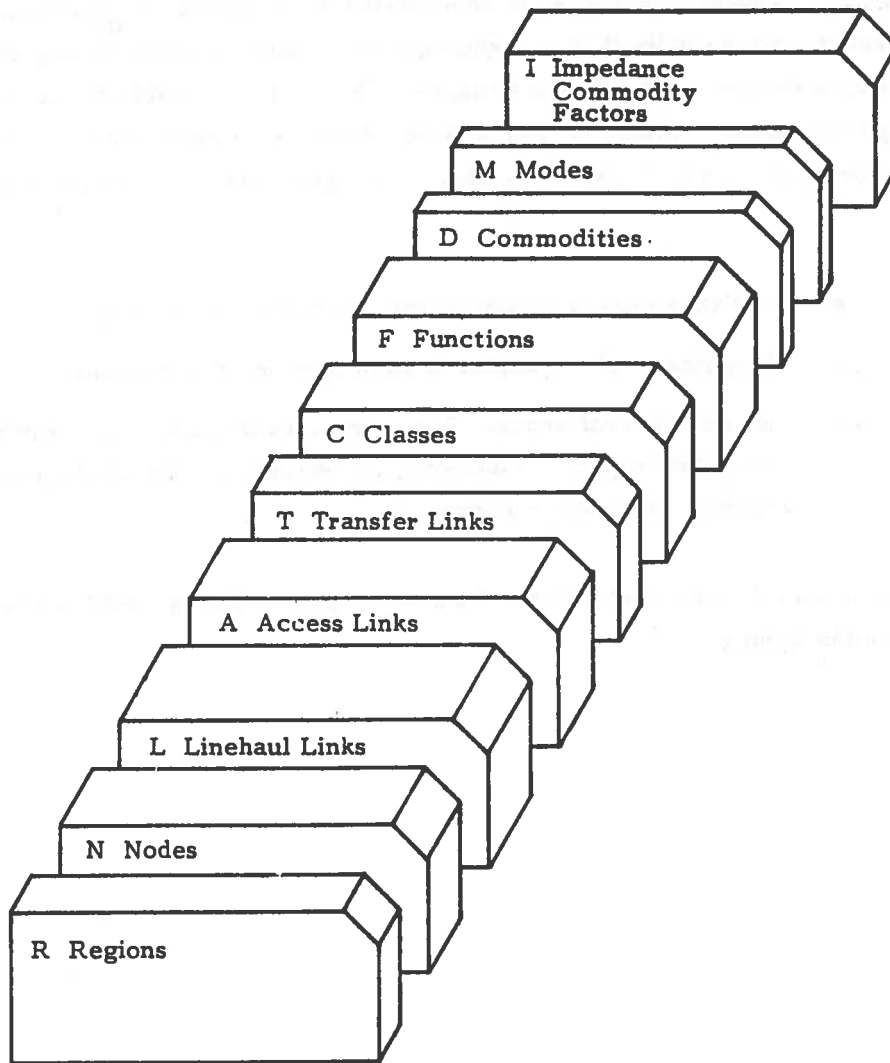 I Impedance
Commodity
Factors
M Modes
D Commodities
F Functions
C Classes
T Transfer Links
A Access Links
L Linehaul Links
N Nodes
R Regions